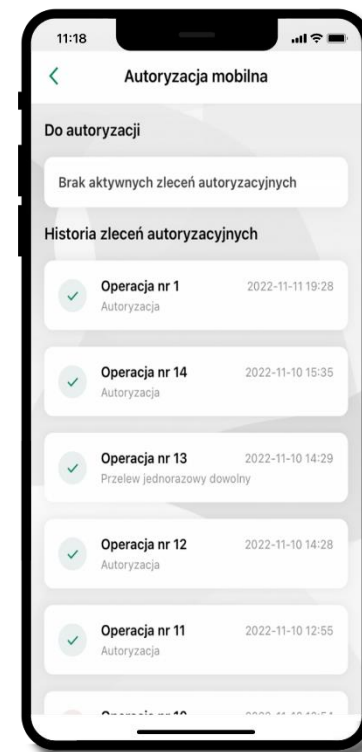 11:18
Autoryzacja mobilna
Do autoryzacji
Brak aktywnych zleceń autoryzacyjnych
Historia zleceń autoryzacyjnych
Operacja nr 1 2022-11-11 19:28
Autoryzacja
Operacja nr 14 2022-11-10 15:35
Autoryzacja
Operacja nr 13 2022-11-10 14:29
Przelew jednorazowy dowolny
Operacja nr 12 2022-11-10 14:28
Autoryzacja
Operacja nr 11 2022-11-10 12:55
Autoryzacja